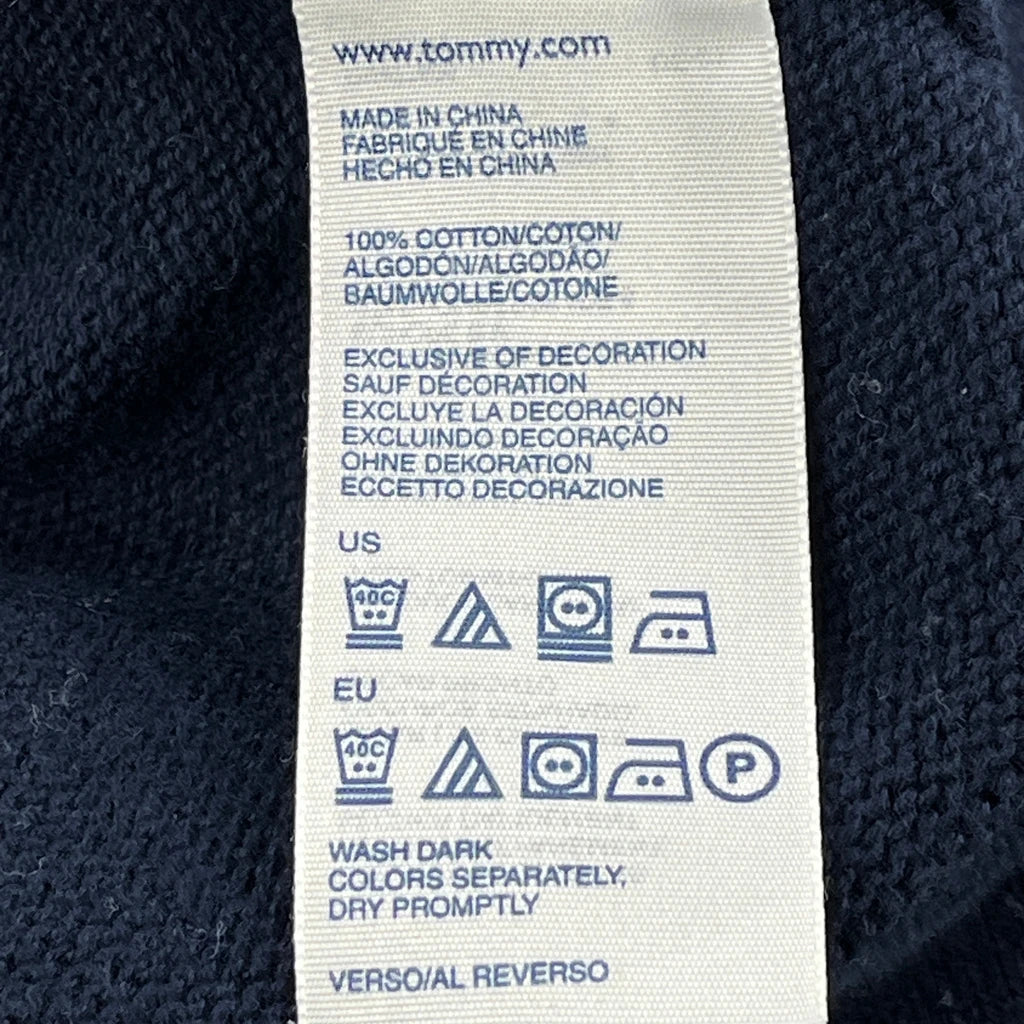 www.tommy.com
MADE IN CHINA
FABRIQUÉ EN CHINE
HECHO EN CHINA
100% COTTON/COTON/
ALGODÓN/ALGODÃO/
BAUMWOLLE/COTONE
EXCLUSIVE OF DECORATION
SAUF DÉCORATION
EXCLUYE LA DECORACIÓN
EXCLUINDO DECORAÇÃO
OHNE DEKORATION
ECCETTO DECORAZIONE
US
40C
EU
40C P
WASH DARK
COLORS SEPARATELY,
DRY PROMPTLY
VERSO/AL REVERSO